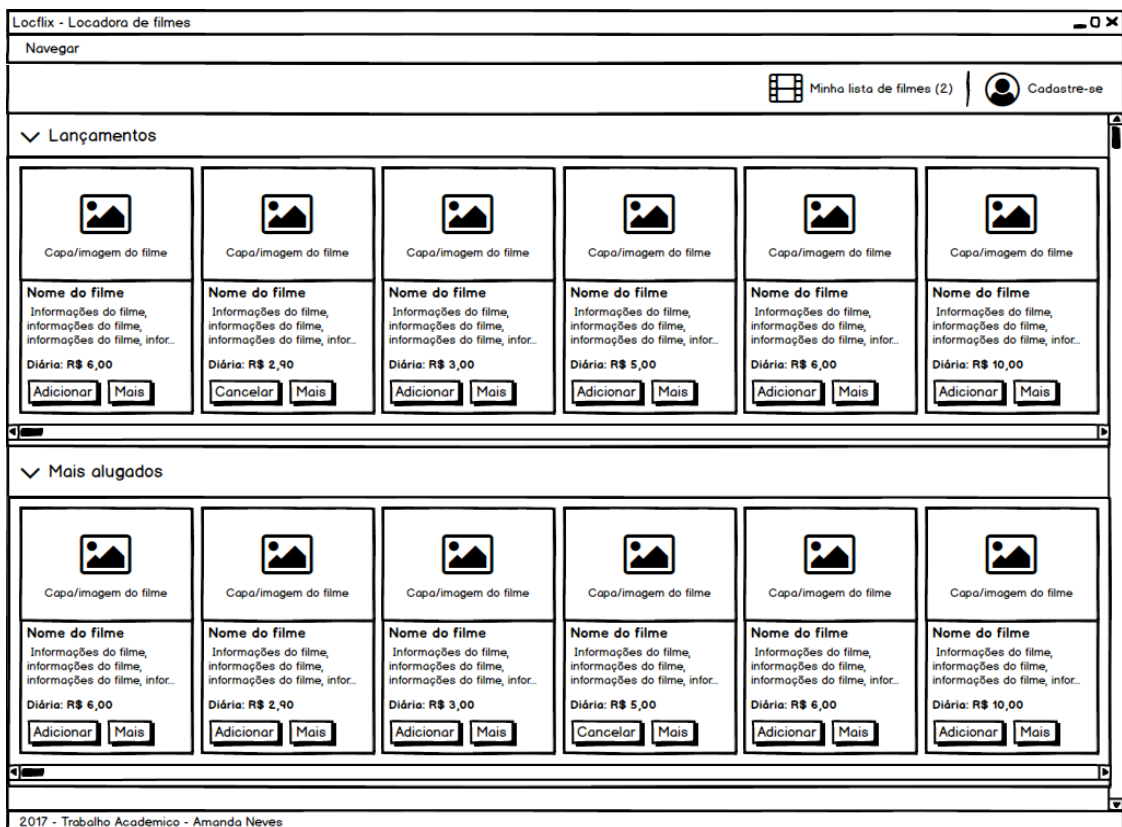 Locflix - Locadora de filmes
Navegar
Minha lista de filmes (2)
Cadastre-se
Lançamentos
Capa/imagem do filme
Nome do filme
Informações do filme,
informações do filme,
informações do filme, infor...
Diária: R$ 6,00
Adicionar Mais
Capa/imagem do filme
Nome do filme
Informações do filme,
informações do filme,
informações do filme, infor...
Diária: R$ 2,90
Cancelar Mais
Capa/imagem do filme
Nome do filme
Informações do filme,
informações do filme,
informações do filme, infor...
Diária: R$ 3,00
Adicionar Mais
Capa/imagem do filme
Nome do filme
Informações do filme,
informações do filme,
informações do filme, infor...
Diária: R$ 5,00
Adicionar Mais
Capa/imagem do filme
Nome do filme
Informações do filme,
informações do filme,
informações do filme, infor...
Diária: R$ 6,00
Adicionar Mais
Capa/imagem do filme
Nome do filme
Informações do filme,
informações do filme,
informações do filme, infor...
Diária: R$ 10,00
Adicionar Mais
Mais alugados
Capa/imagem do filme
Nome do filme
Informações do filme,
informações do filme,
informações do filme, infor...
Diária: R$ 6,00
Adicionar Mais
Capa/imagem do filme
Nome do filme
Informações do filme,
informações do filme,
informações do filme, infor...
Diária: R$ 2,90
Adicionar Mais
Capa/imagem do filme
Nome do filme
Informações do filme,
informações do filme,
informações do filme, infor...
Diária: R$ 3,00
Adicionar Mais
Capa/imagem do filme
Nome do filme
Informações do filme,
informações do filme,
informações do filme, infor...
Diária: R$ 5,00
Cancelar Mais
Capa/imagem do filme
Nome do filme
Informações do filme,
informações do filme,
informações do filme, infor...
Diária: R$ 6,00
Adicionar Mais
Capa/imagem do filme
Nome do filme
Informações do filme,
informações do filme,
informações do filme, infor...
Diária: R$ 10,00
Adicionar Mais
2017 - Trabalho Academico - Amanda Neves